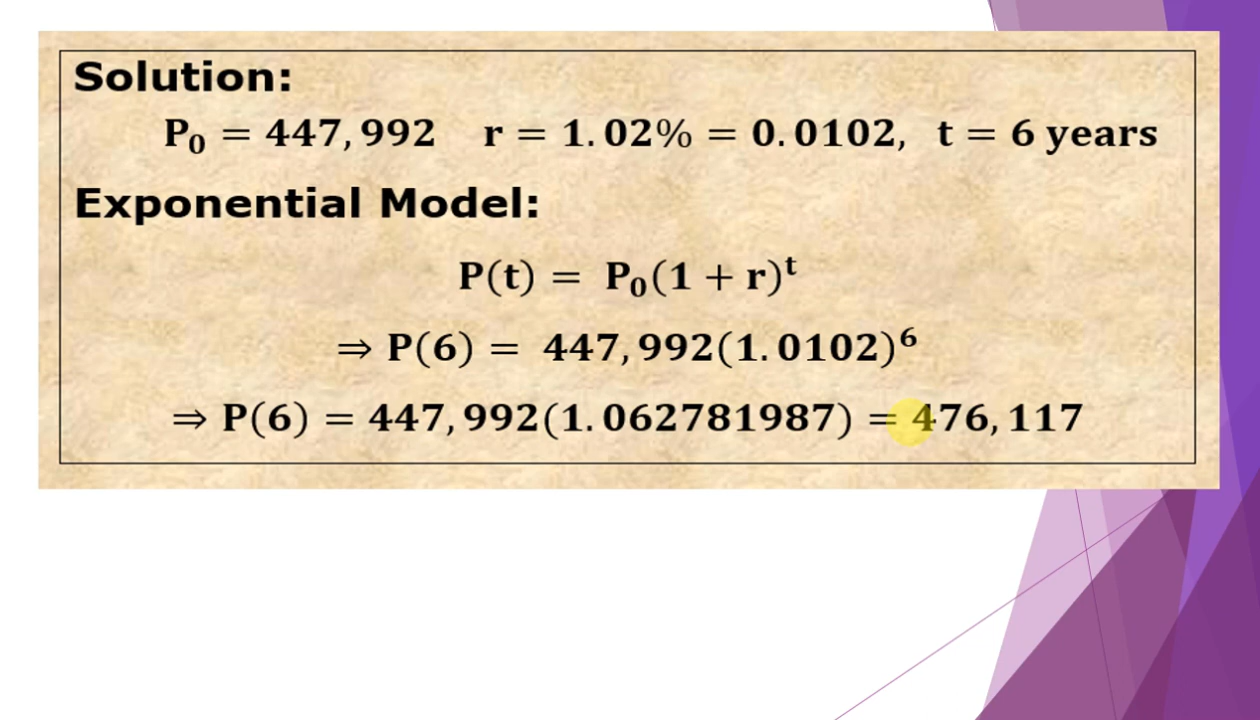 Solution:
P₀ = 447,992 r = 1.02% = 0.0102, t = 6 years
Exponential Model:
P(t) = P₀(1 + r)ᵗ
⇒ P(6) = 447,992(1.0102)⁶
⇒ P(6) = 447,992(1.062781987) = 476,117